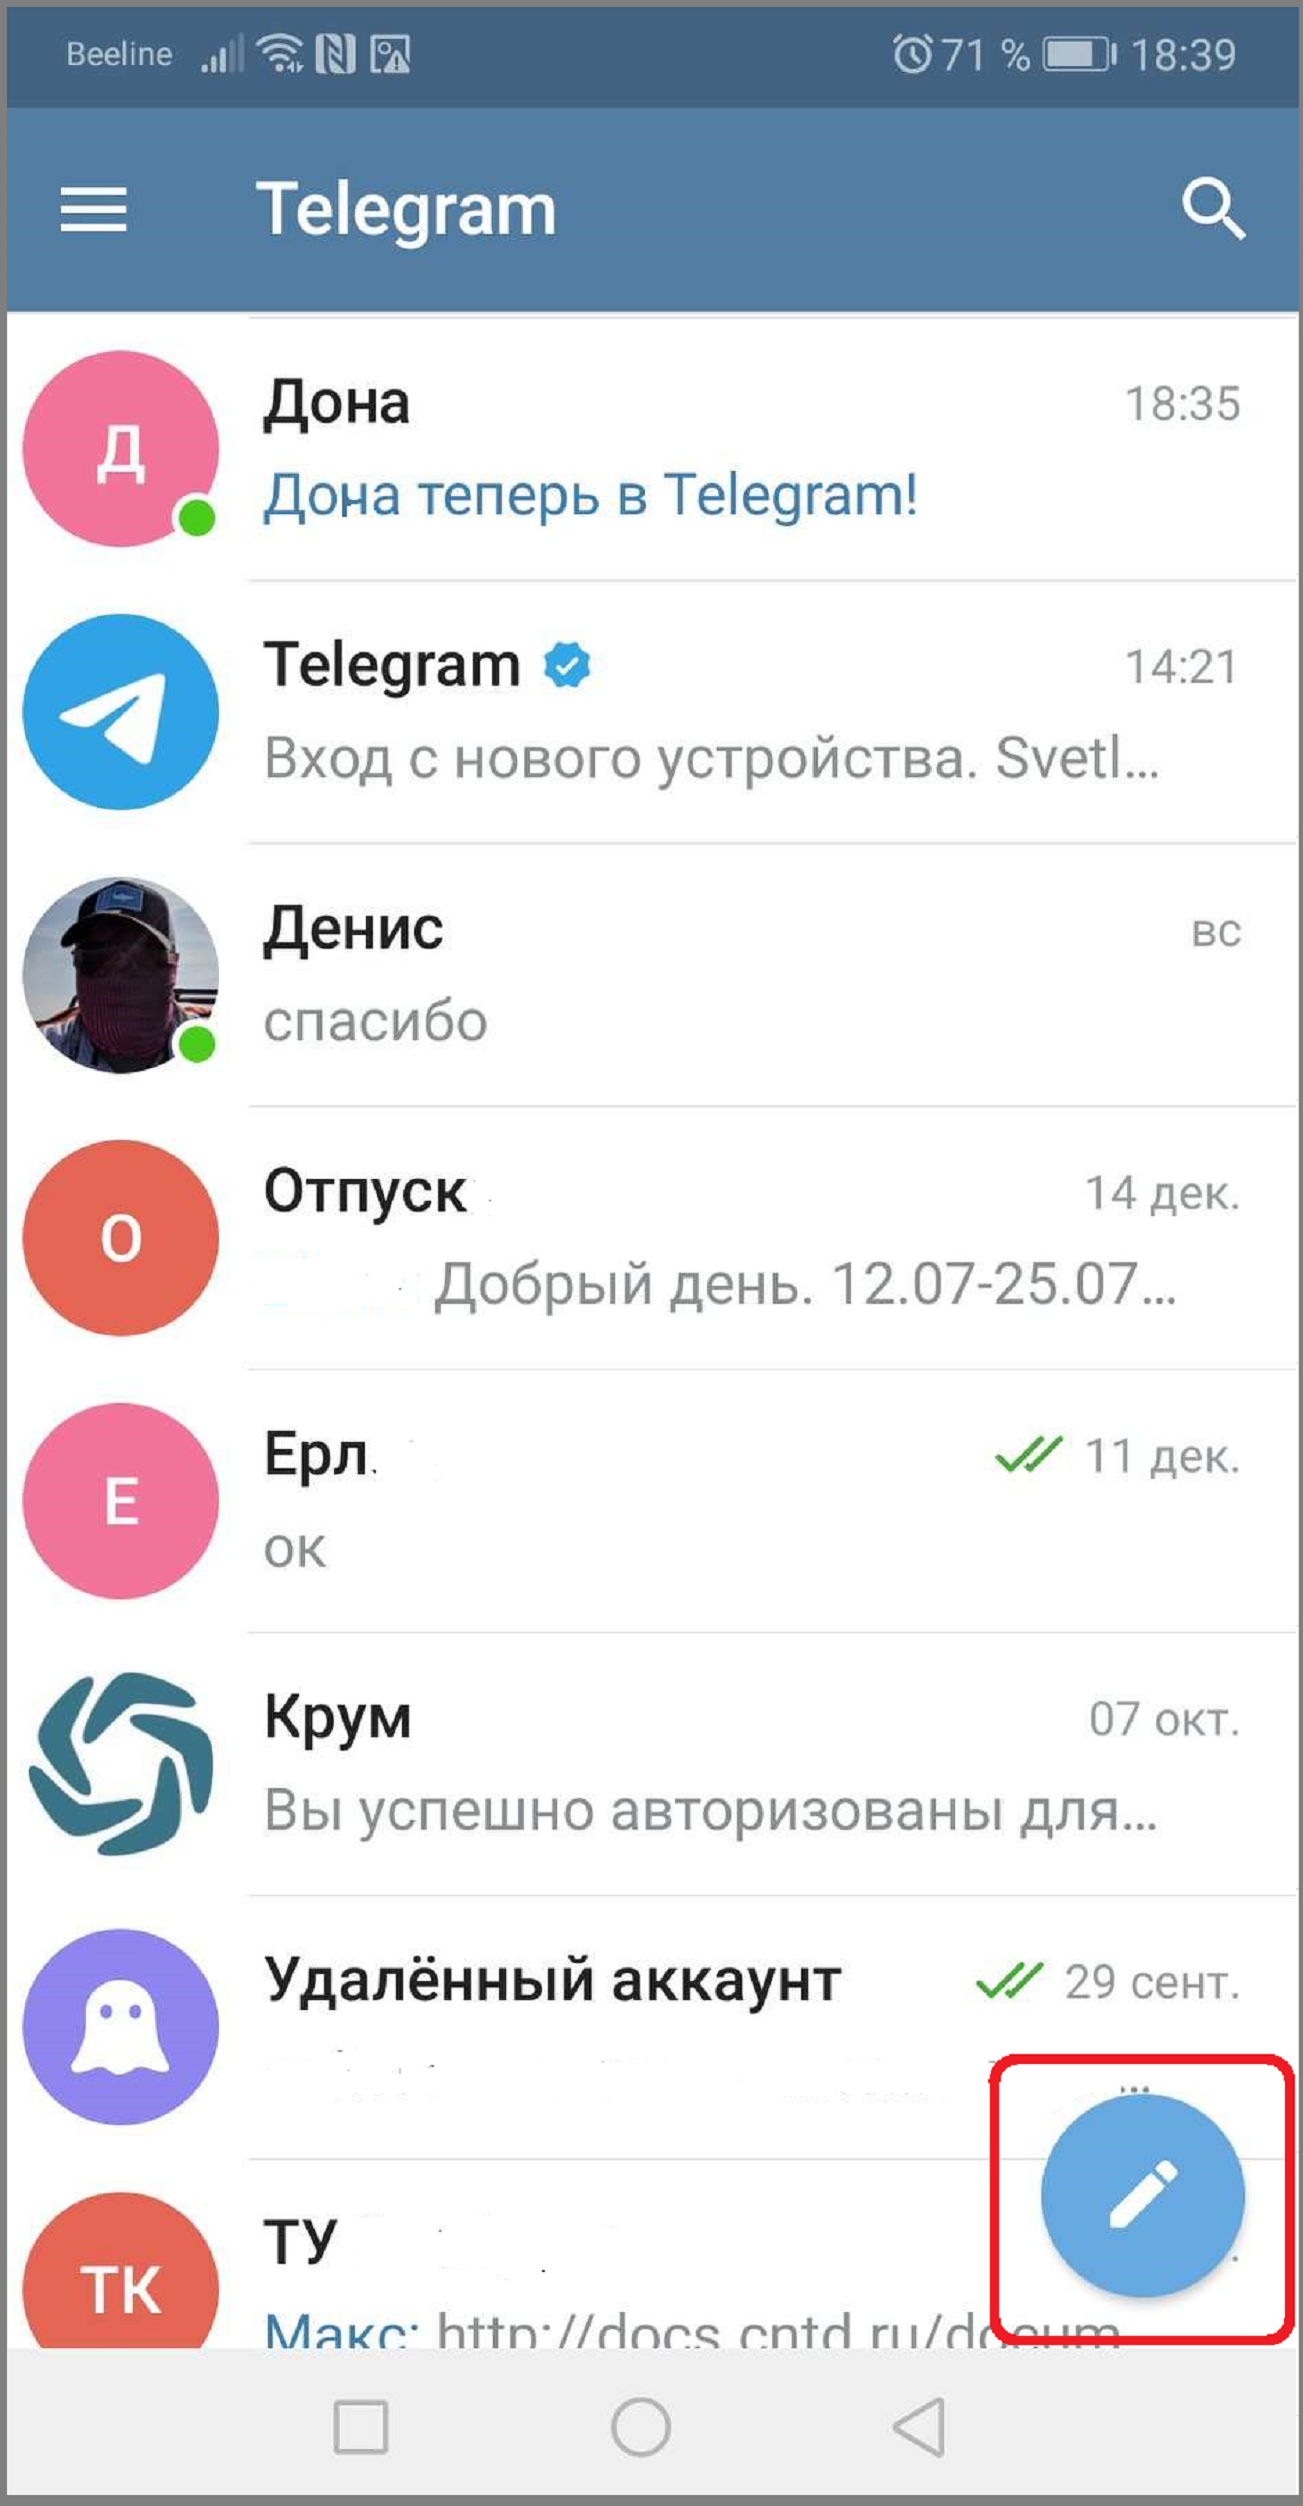 Beeline 71 % 18:39
Telegram
Д Дона 18:35
Дона теперь в Telegram!
Telegram 14:21
Вход с нового устройства. Svetl...
Денис вс
спасибо
О Отпуск 14 дек.
Добрый день. 12.07-25.07...
Е Ерл. 11 дек.
ок
Крум 07 окт.
Вы успешно авторизованы для...
Удалённый аккаунт 29 сент.
...
ТК ТУ
Макс: http://docs.cntd.ru/docum